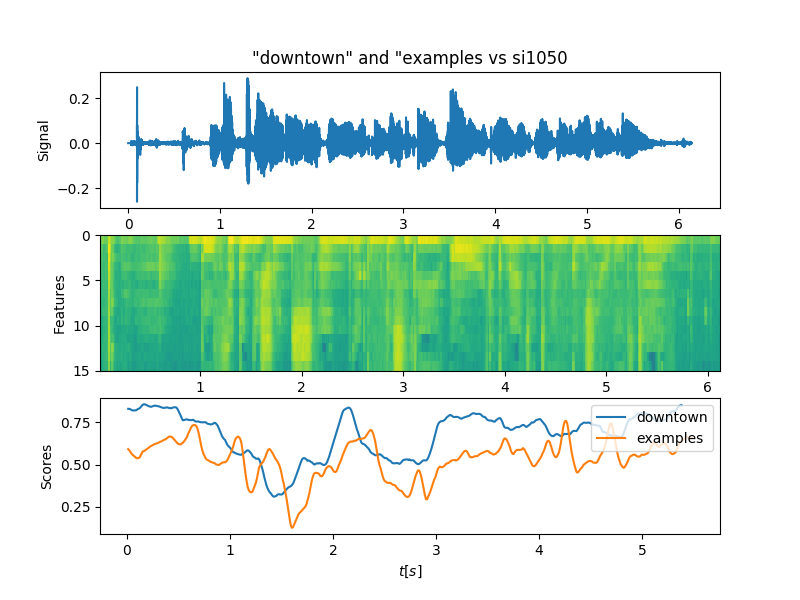 "downtown" and "examples vs si1050
Signal
0.2
0.0
−0.2
0 1 2 3 4 5 6
Features
0
5
10
15
1 2 3 4 5 6
Scores
0.75
0.50
0.25
downtown
examples
0 1 2 3 4 5
t[s]